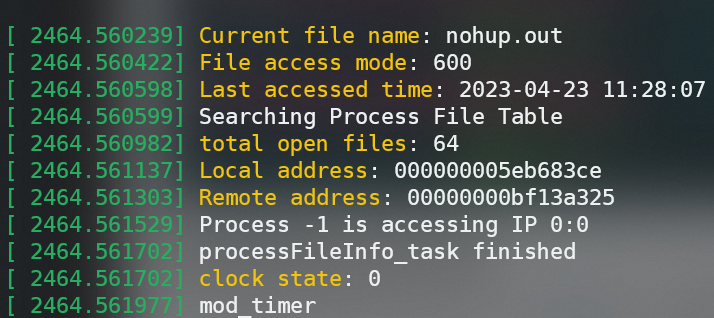 [ 2464.560239] Current file name: nohup.out
[ 2464.560422] File access mode: 600
[ 2464.560598] Last accessed time: 2023-04-23 11:28:07
[ 2464.560599] Searching Process File Table
[ 2464.560982] total open files: 64
[ 2464.561137] Local address: 000000005eb683ce
[ 2464.561303] Remote address: 00000000bf13a325
[ 2464.561529] Process -1 is accessing IP 0:0
[ 2464.561702] processFileInfo_task finished
[ 2464.561702] clock state: 0
[ 2464.561977] mod_timer